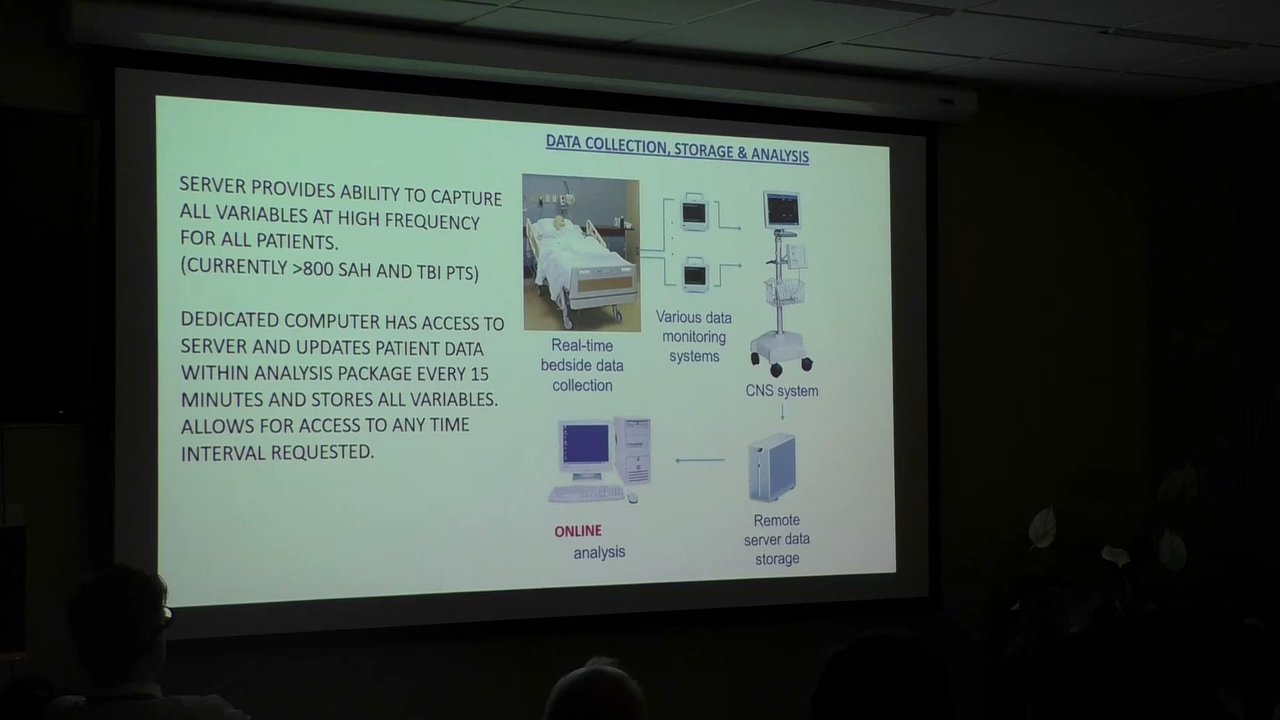 DATA COLLECTION, STORAGE & ANALYSIS
SERVER PROVIDES ABILITY TO CAPTURE
ALL VARIABLES AT HIGH FREQUENCY
FOR ALL PATIENTS.
(CURRENTLY >800 SAH AND TBI PTS)
DEDICATED COMPUTER HAS ACCESS TO
SERVER AND UPDATES PATIENT DATA
WITHIN ANALYSIS PACKAGE EVERY 15
MINUTES AND STORES ALL VARIABLES.
ALLOWS FOR ACCESS TO ANY TIME
INTERVAL REQUESTED.
Real-time
bedside data
collection
Various data
monitoring
systems
CNS system
Remote
server data
storage
ONLINE
analysis